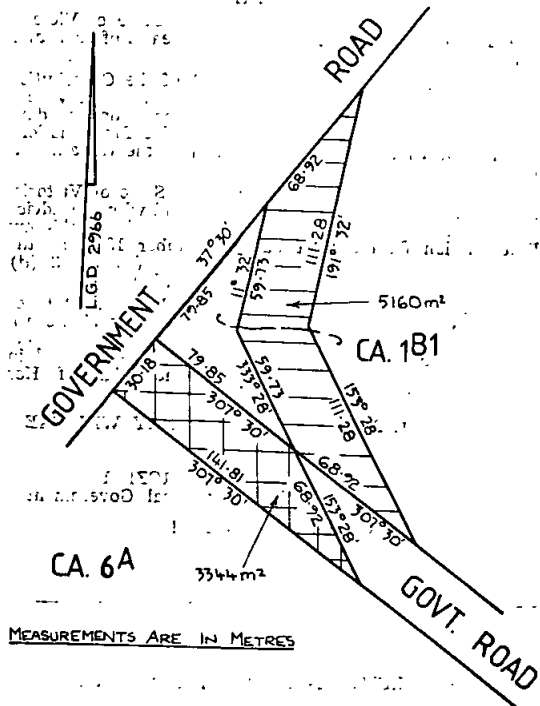 ROAD
L.G.D. 2966
68·92
37° 30'
79·85
11° 32'
59·73
111·28
191° 32'
5160m²
GOVERNMENT
CA. 1B1
30·18
79·85
307° 30'
59·73
333° 28'
153° 28'
111·28
141·81
307° 30'
68·92
153° 28'
68·92
307° 30'
CA. 6A
3344m²
GOVT. ROAD
MEASUREMENTS ARE IN METRES